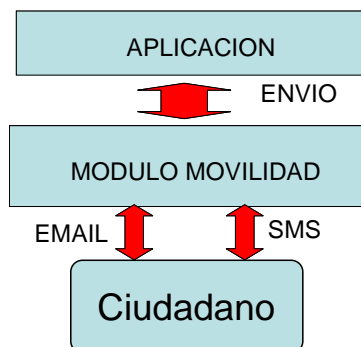 APLICACION
ENVIO
MODULO MOVILIDAD
EMAIL
SMS
Ciudadano